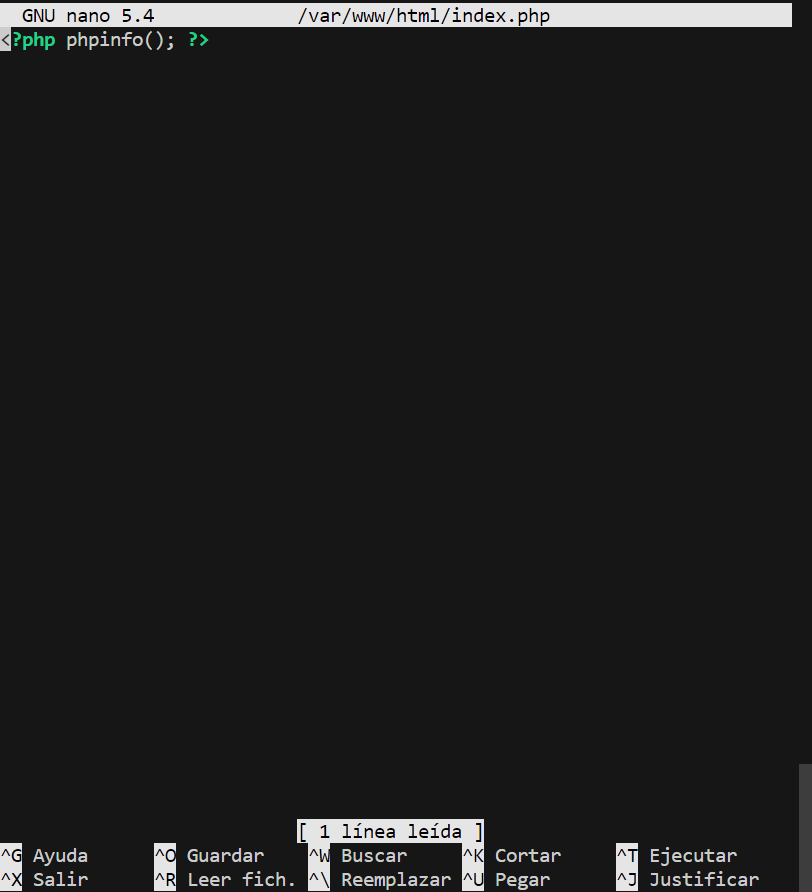 GNU nano 5.4 /var/www/html/index.php
<?php phpinfo(); ?>
[ 1 línea leída ]
^G Ayuda ^O Guardar ^W Buscar ^K Cortar ^T Ejecutar
^X Salir ^R Leer fich. ^\ Reemplazar ^U Pegar ^J Justificar